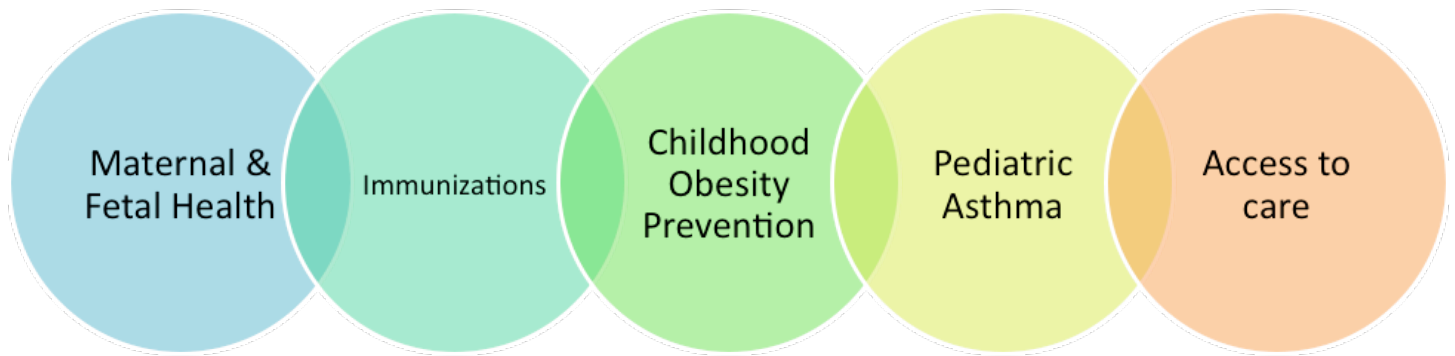 Maternal &
Fetal Health
Immunizations
Childhood
Obesity
Prevention
Pediatric
Asthma
Access to
care